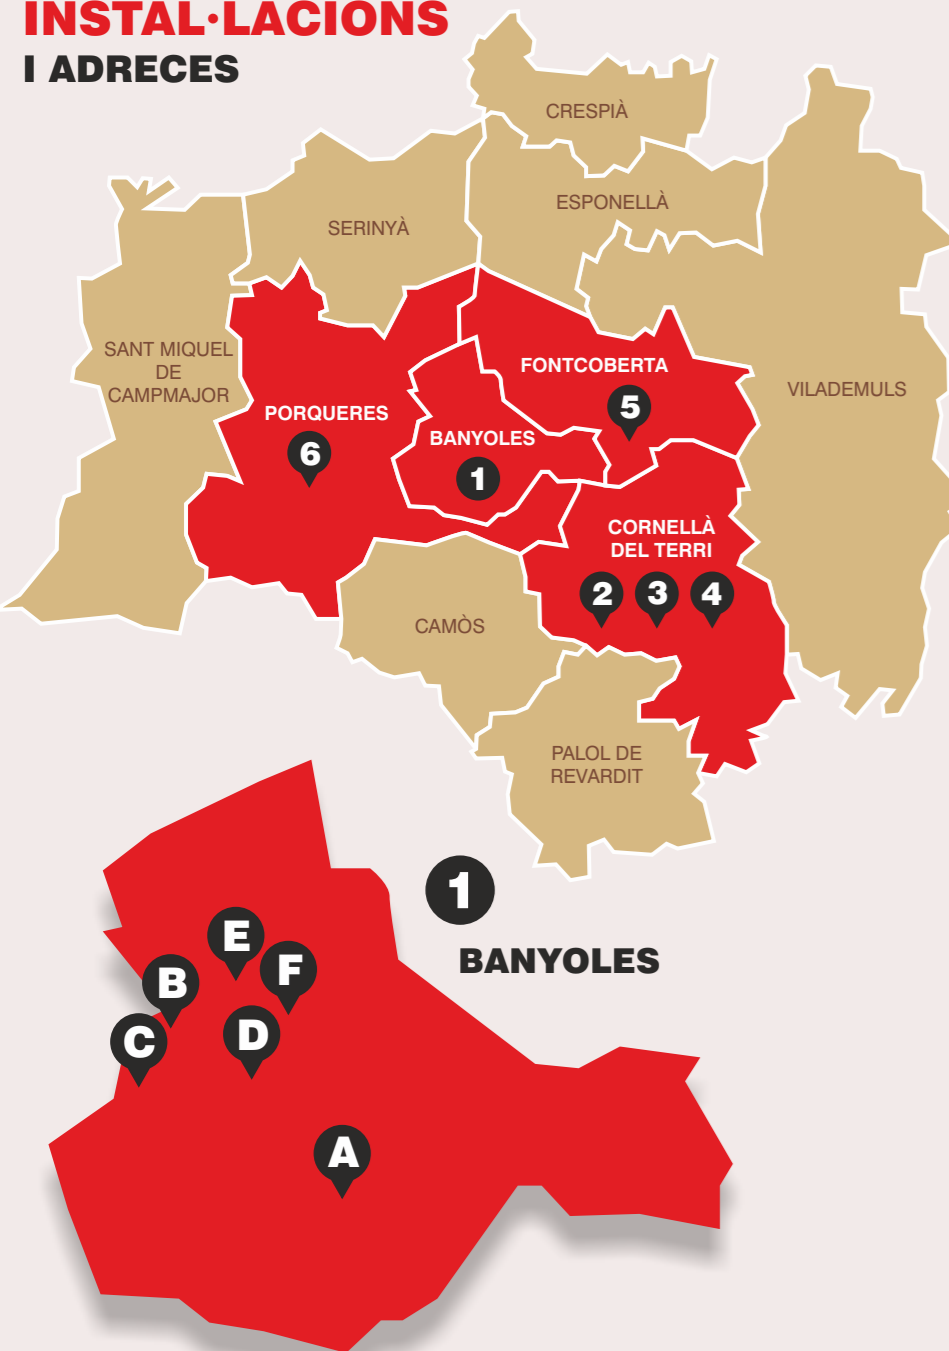 INSTAL·LACIONS
I ADRECES
CRESPIÀ
ESPONELLÀ
SERINYÀ
SANT MIQUEL
DE
CAMPMAJOR
FONTCOBERTA
5
VILADEMULS
PORQUERES
6
BANYOLES
1
CORNELLÀ
DEL TERRI
2 3 4
CAMÒS
PALOL DE
REVARDIT
1
BANYOLES
E
F
B
D
C
A